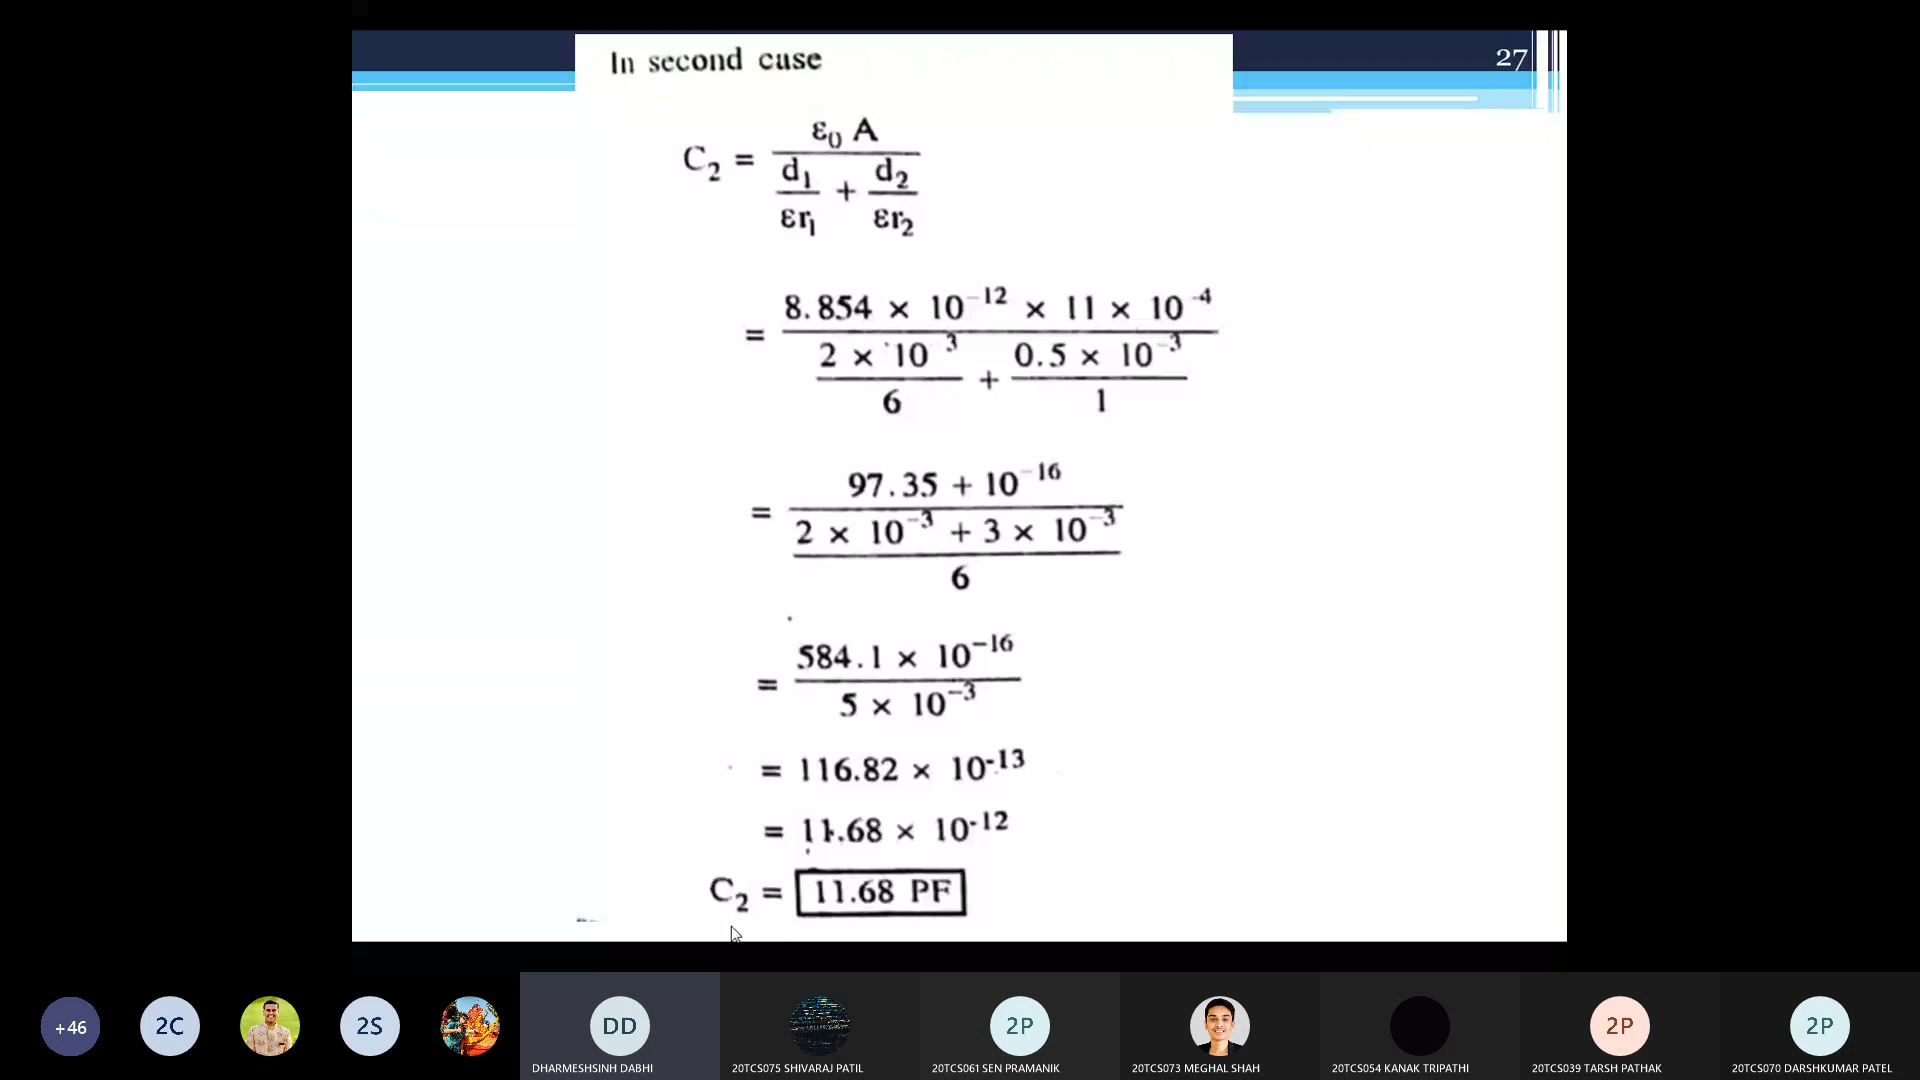 In second case
27
C₂ = ε₀ A / (d₁/εr₁ + d₂/εr₂)
= 8.854 × 10⁻¹² × 11 × 10⁻⁴ / (2 × 10⁻³/6 + 0.5 × 10⁻³/1)
= 97.35 + 10⁻¹⁶ / ((2 × 10⁻³ + 3 × 10⁻³)/6)
= 584.1 × 10⁻¹⁶ / 5 × 10⁻³
= 116.82 × 10⁻¹³
= 11.68 × 10⁻¹²
C₂ = 11.68 PF
+46
2C
2S
DD
2P
2P
2P
DHARMESHSINH DABHI
20TCS075 SHIVARAJ PATIL
20TCS061 SEN PRAMANIK
20TCS073 MEGHAL SHAH
20TCS054 KANAK TRIPATHI
20TCS039 TARSH PATHAK
20TCS070 DARSHKUMAR PATEL